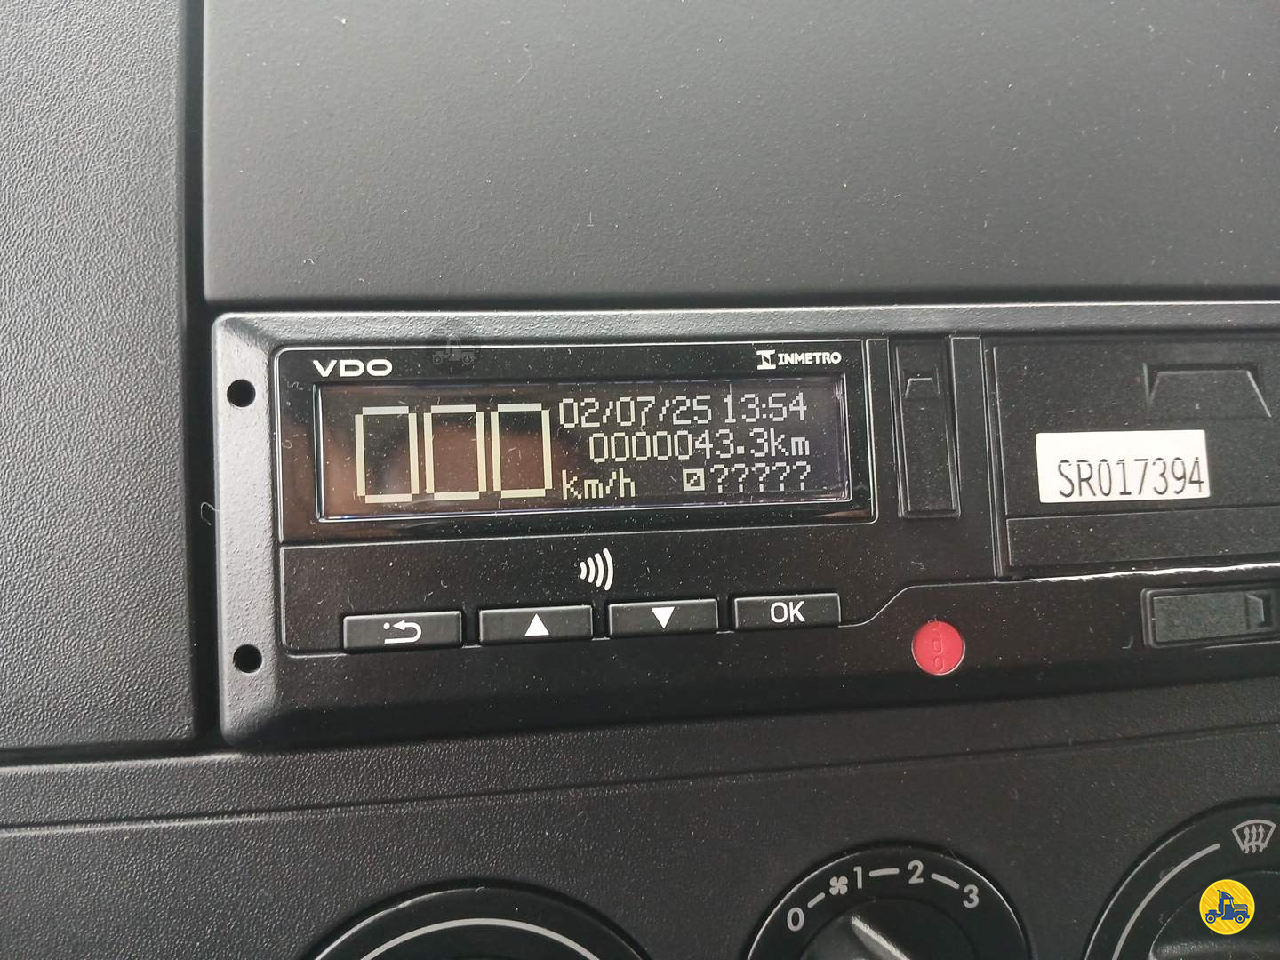 VDO
INMETRO
000
02/07/25 13:54
0000043.3km
km/h ?????
SR017394
OK
0 1 2 3